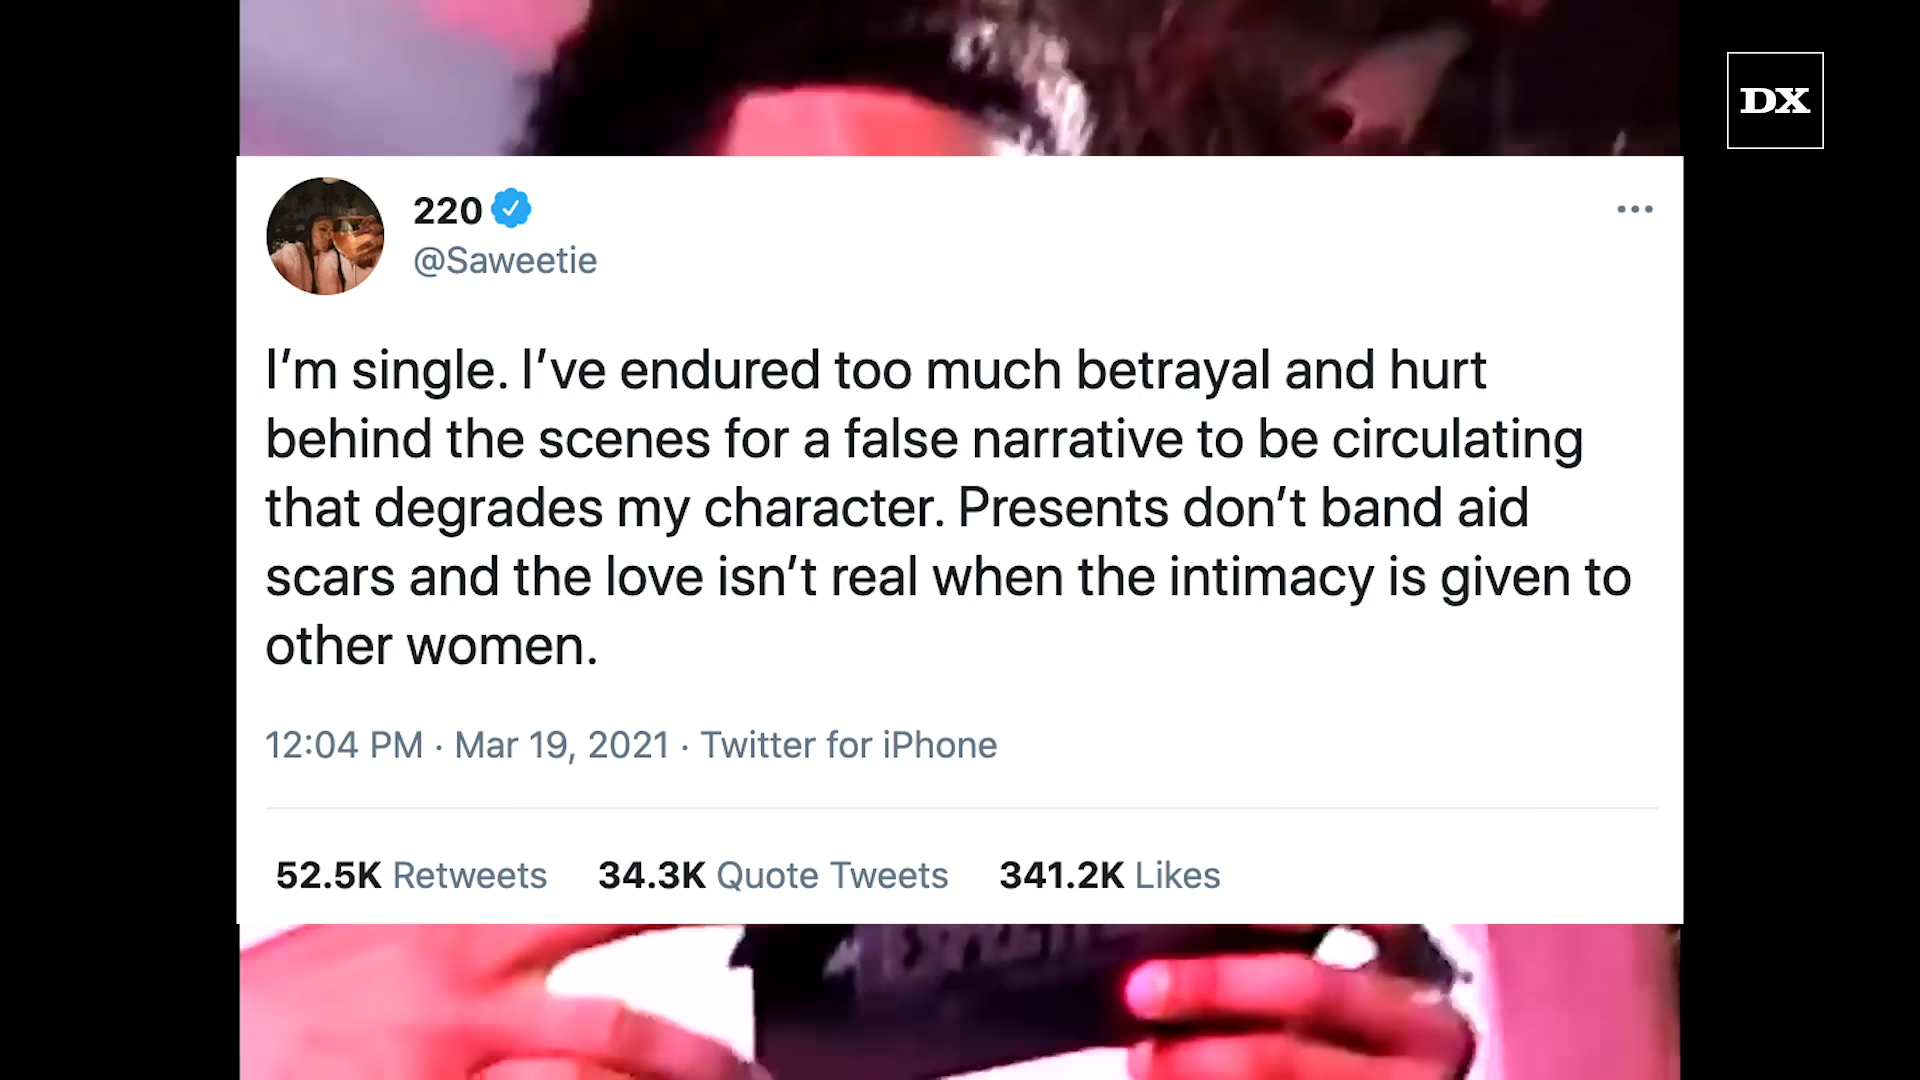 DX
220
@Saweetie
I’m single. I’ve endured too much betrayal and hurt
behind the scenes for a false narrative to be circulating
that degrades my character. Presents don’t band aid
scars and the love isn’t real when the intimacy is given to
other women.
12:04 PM · Mar 19, 2021 · Twitter for iPhone
52.5K Retweets 34.3K Quote Tweets 341.2K Likes